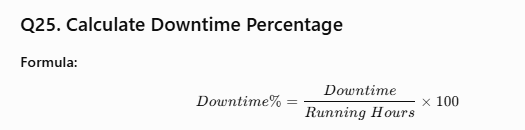 Q25. Calculate Downtime Percentage
Formula:
Downtime% = Downtime / Running Hours × 100